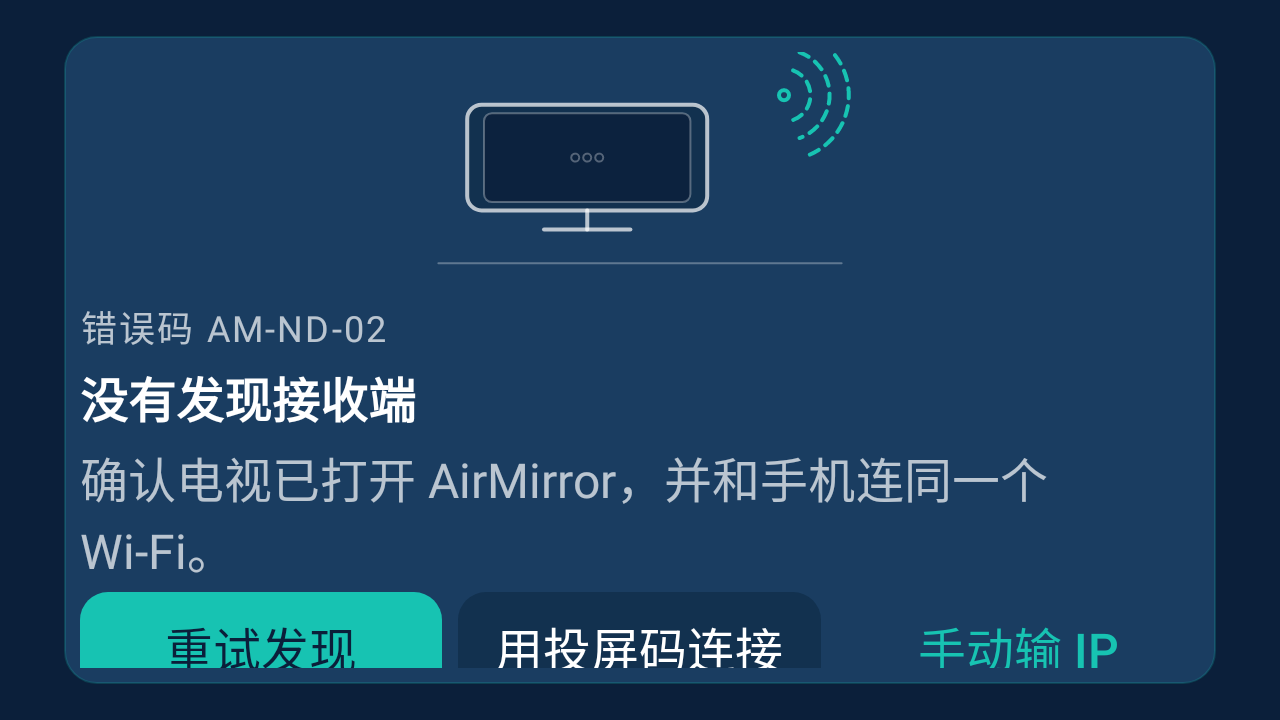 错误码 AM-ND-02
没有发现接收端
确认电视已打开 AirMirror，并和手机连同一个
Wi-Fi。
重试发现
用投屏码连接
手动输 IP